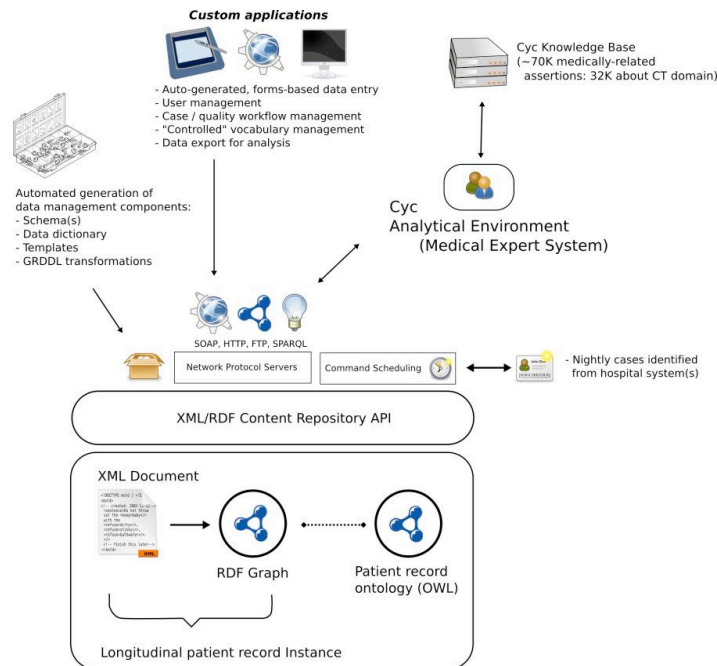 Custom applications
- Auto-generated, forms-based data entry
- User management
- Case / quality workflow management
- "Controlled" vocabulary management
- Data export for analysis
Cyc Knowledge Base
(~70K medically-related
assertions: 32K about CT domain)
Automated generation of
data management components:
- Schema(s)
- Data dictionary
- Templates
- GRDDL transformations
Cyc
Analytical Environment
(Medical Expert System)
SOAP, HTTP, FTP, SPARQL
Network Protocol Servers
Command Scheduling
- Nightly cases identified
from hospital system(s)
XML/RDF Content Repository API
XML Document
XML
RDF Graph
Patient record
ontology (OWL)
Longitudinal patient record Instance